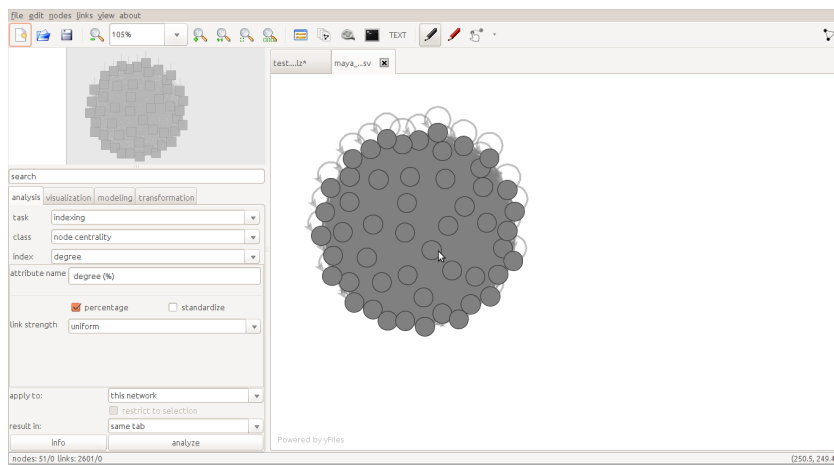 file edit nodes links view about
105%
TEXT
test....lz*
maya_...sv
search
analysis visualization modeling transformation
task indexing
class node centrality
index degree
attribute name degree (%)
percentage standardize
link strength uniform
apply to: this network
restrict to selection
result in: same tab
info analyze
Powered by yFiles
nodes: 51/0 links: 2601/0
(250.5, 249.4